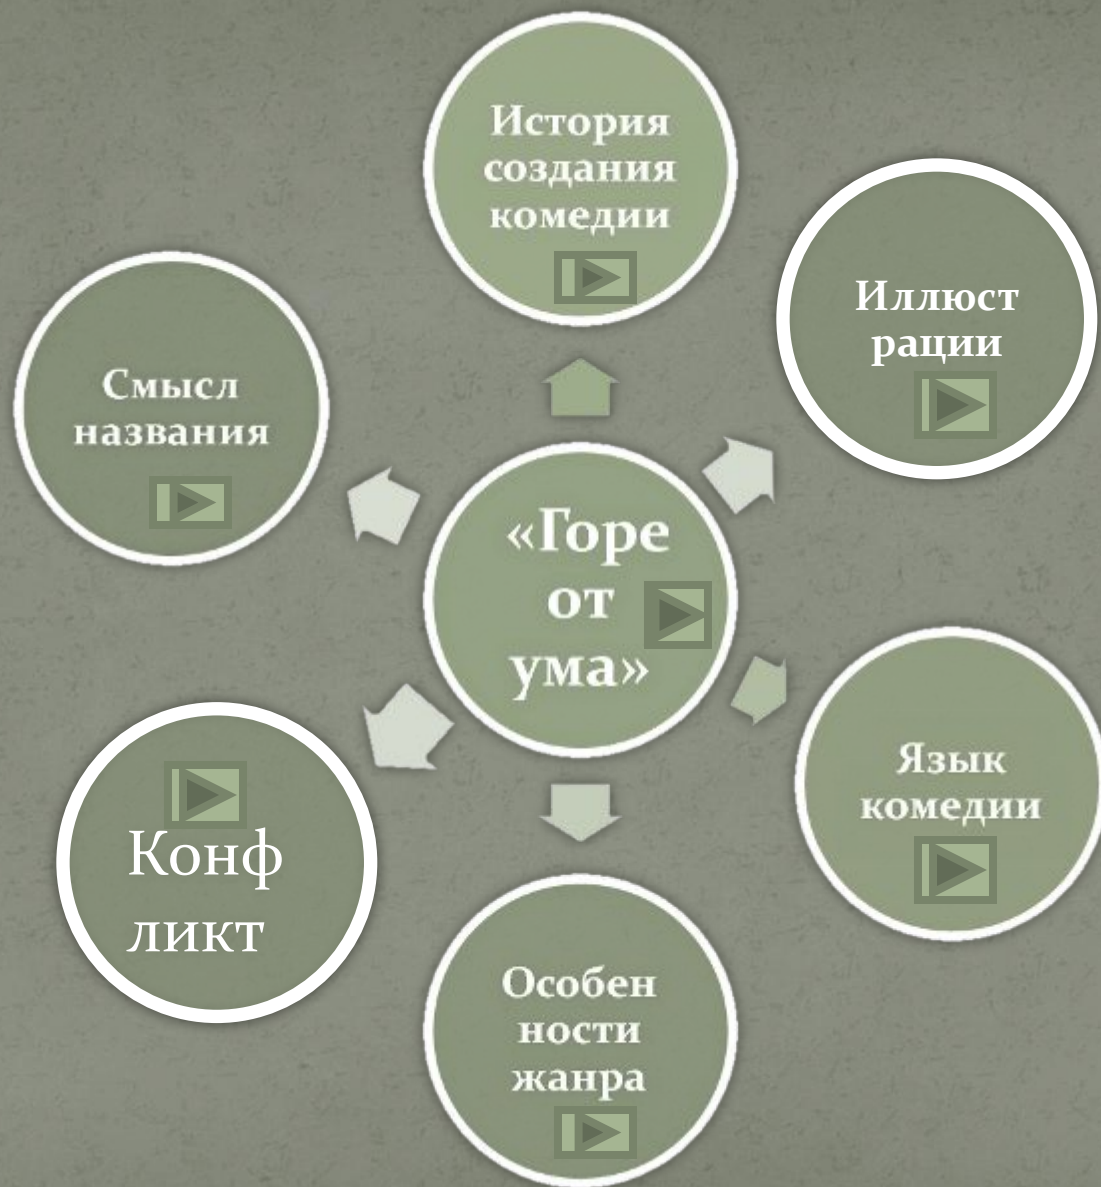 История
создания
комедии
Иллюст
рации
Смысл
названия
«Горе
от
ума»
Язык
комедии
Конф
ликт
Особен
ности
жанра